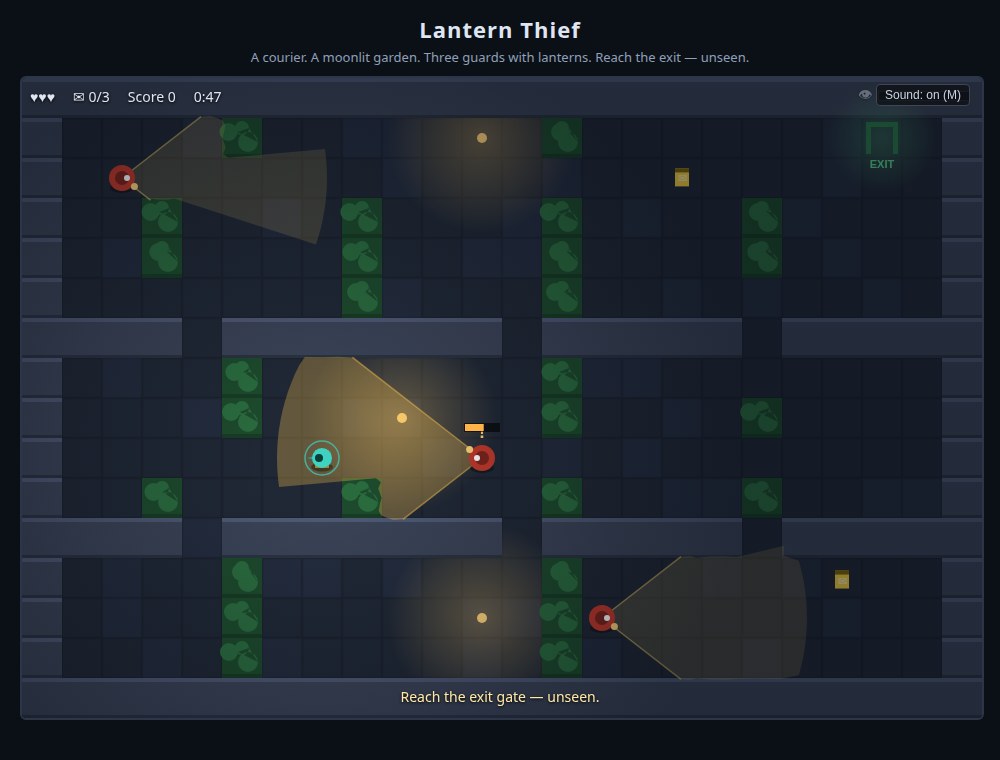 Lantern Thief
A courier. A moonlit garden. Three guards with lanterns. Reach the exit — unseen.
♥♥♥ ✉ 0/3 Score 0 0:47 👁 Sound: on (M)
EXIT
Reach the exit gate — unseen.